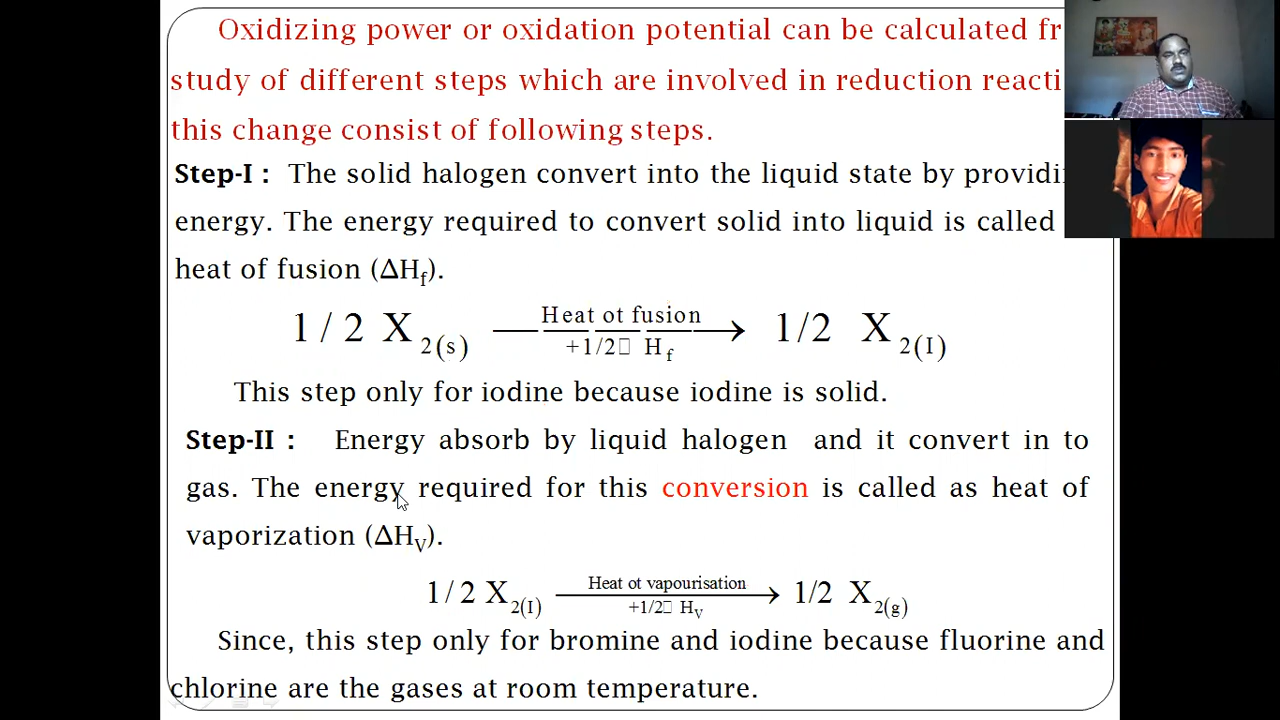 Oxidizing power or oxidation potential can be calculated fr
study of different steps which are involved in reduction reacti
this change consist of following steps.
Step-I : The solid halogen convert into the liquid state by providi
energy. The energy required to convert solid into liquid is called
heat of fusion (ΔHf).
1 / 2 X 2(s) Heat of fusion +1/2□ Hf → 1/2 X 2(l)
This step only for iodine because iodine is solid.
Step-II : Energy absorb by liquid halogen and it convert in to
gas. The energy required for this conversion is called as heat of
vaporization (ΔHV).
1/ 2 X 2(l) Heat of vapourisation +1/2□ HV → 1/2 X 2(g)
Since, this step only for bromine and iodine because fluorine and
chlorine are the gases at room temperature.